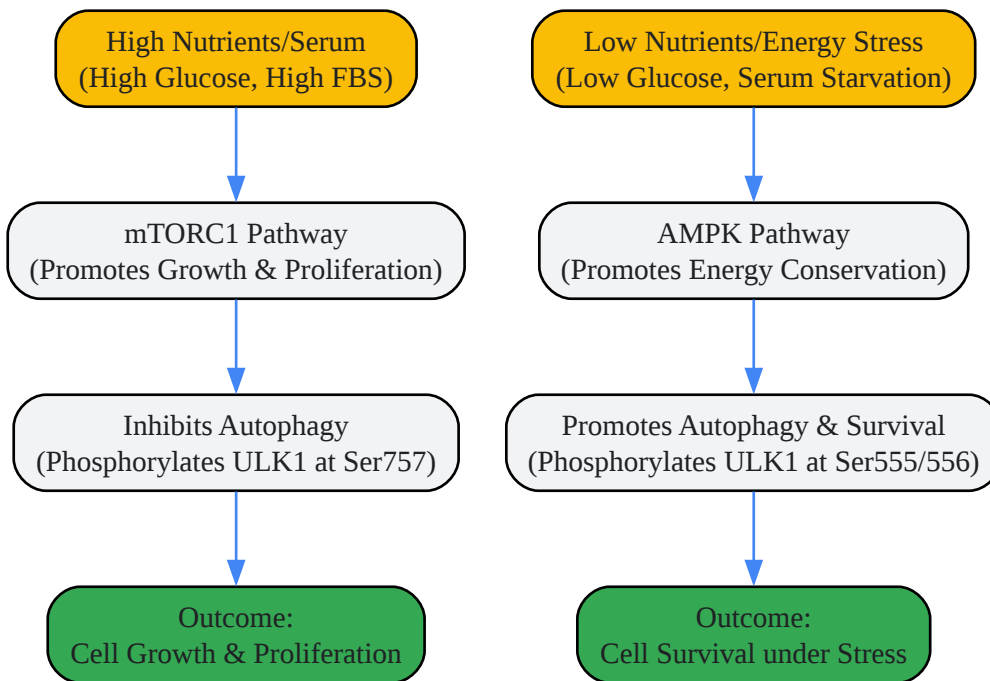 High Nutrients/Serum
(High Glucose, High FBS)
Low Nutrients/Energy Stress
(Low Glucose, Serum Starvation)
mTORC1 Pathway
(Promotes Growth & Proliferation)
AMPK Pathway
(Promotes Energy Conservation)
Inhibits Autophagy
(Phosphorylates ULK1 at Ser757)
Promotes Autophagy & Survival
(Phosphorylates ULK1 at Ser555/556)
Outcome:
Cell Growth & Proliferation
Outcome:
Cell Survival under Stress